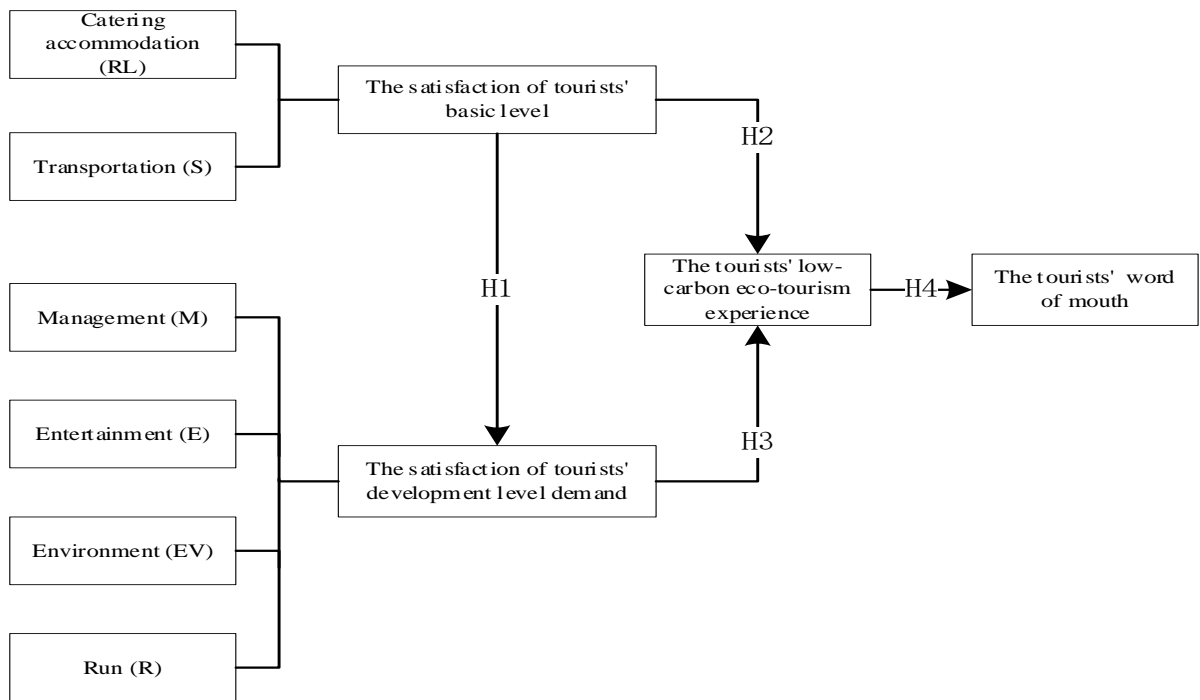 Catering
accommodation
(RL)
Transportation (S)
The satisfaction of tourists'
basic level
H2
H1
The tourists' low-
carbon eco-tourism
experience
H4
The tourists' word
of mouth
Management (M)
Entertainment (E)
Environment (EV)
Run (R)
The satisfaction of tourists'
development level demand
H3